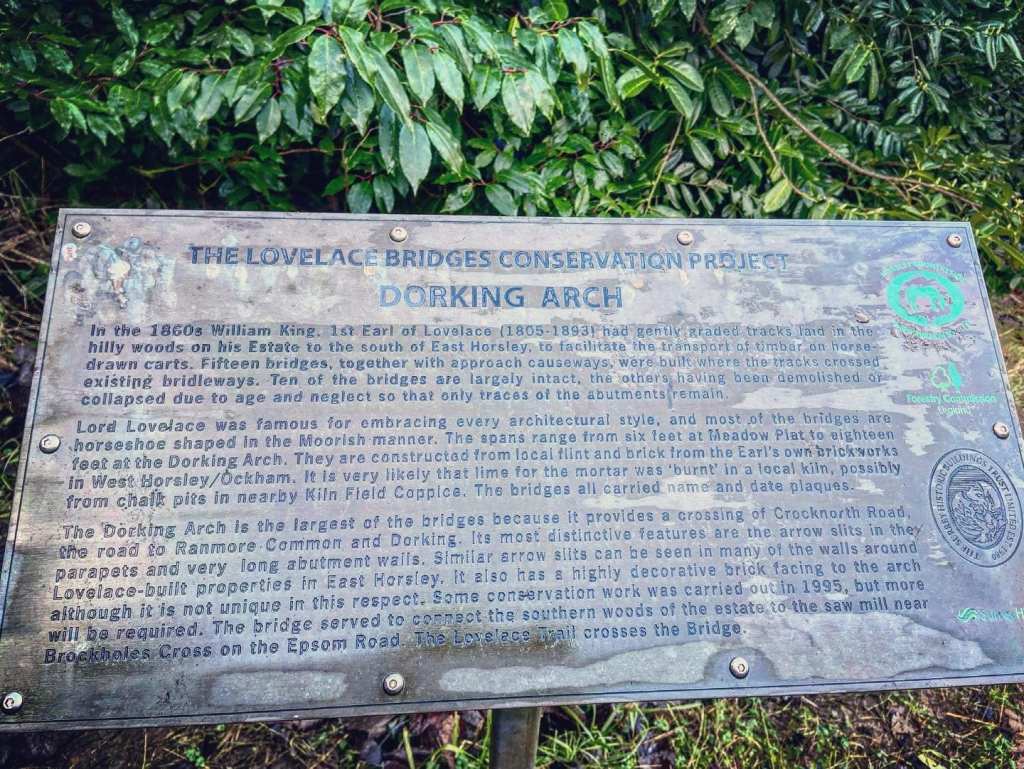 THE LOVELACE BRIDGES CONSERVATION PROJECT
DORKING ARCH
In the 1860s William King, 1st Earl of Lovelace (1805-1893) had gently graded tracks laid in the
hilly woods on his Estate to the south of East Horsley, to facilitate the transport of timber on horse-
drawn carts. Fifteen bridges, together with approach causeways, were built where the tracks crossed
existing bridleways. Ten of the bridges are largely intact, the others having been demolished or
collapsed due to age and neglect so that only traces of the abutments remain.
Lord Lovelace was famous for embracing every architectural style, and most of the bridges are
horseshoe shaped in the Moorish manner. The spans range from six feet at Meadow Plat to eighteen
feet at the Dorking Arch. They are constructed from local flint and brick from the Earl's own brickworks
in West Horsley/Ockham. It is very likely that lime for the mortar was 'burnt' in a local kiln, possibly
from chalk pits in nearby Kiln Field Coppice. The bridges all carried name and date plaques.
The Dorking Arch is the largest of the bridges because it provides a crossing of Crocknorth Road,
the road to Ranmore Common and Dorking. Its most distinctive features are the arrow slits in the
parapets and very long abutment walls. Similar arrow slits can be seen in many of the walls around
Lovelace-built properties in East Horsley. It also has a highly decorative brick facing to the arch
although it is not unique in this respect. Some conservation work was carried out in 1995, but more
will be required. The bridge served to connect the southern woods of the estate to the saw mill near
Brockholes Cross on the Epsom Road. The Lovelace Trail crosses the Bridge.
Forestry Commission
England
HISTORIC BUILDINGS TRUST LIMITED